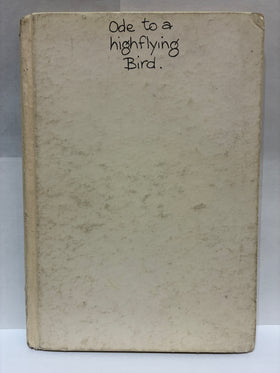 Ode to a
highflying
Bird.